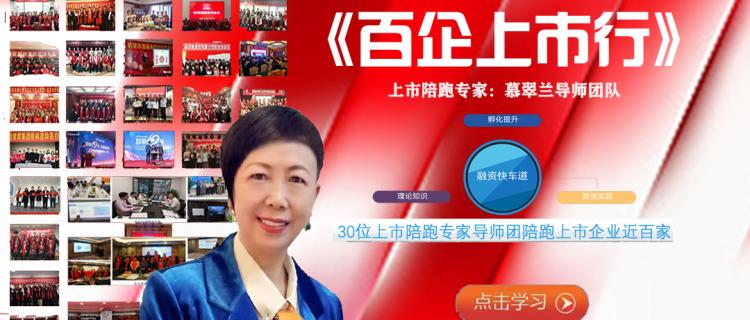 《百企上市行》
上市陪跑专家：慕翠兰导师团队
孵化提升
融资快车道
理论知识
投资实操
30位上市陪跑专家导师团陪跑上市企业近百家
点击学习